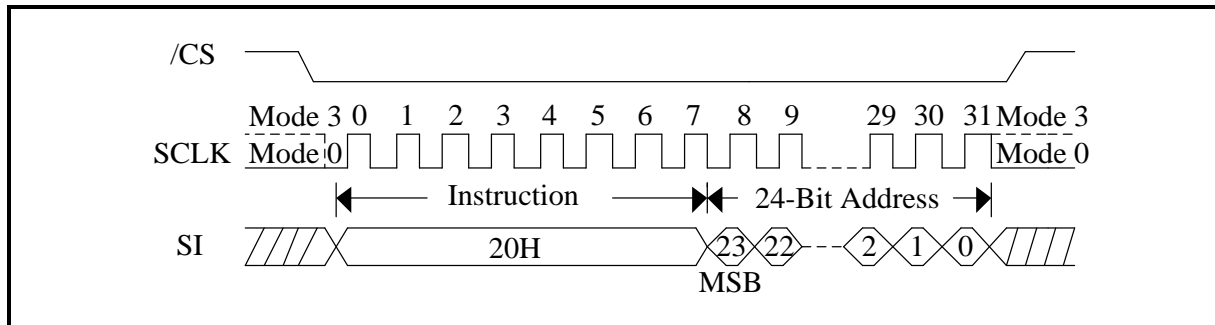 /CS
Mode 3 0 1 2 3 4 5 6 7 8 9 29 30 31 Mode 3
SCLK Mode 0 Mode 0
Instruction 24-Bit Address
SI 20H 23 22 2 1 0
MSB